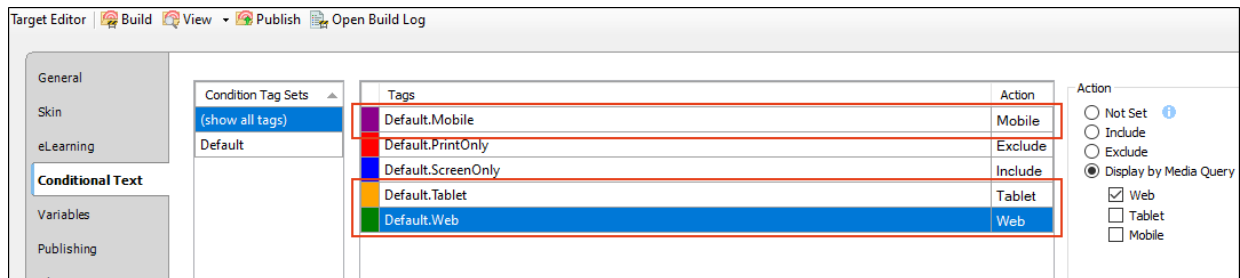 Target Editor Build View Publish Open Build Log
General
Skin
eLearning
Conditional Text
Variables
Publishing
Condition Tag Sets
(show all tags)
Default
Tags Action
Default.Mobile Mobile
Default.PrintOnly Exclude
Default.ScreenOnly Include
Default.Tablet Tablet
Default.Web Web
Action
Not Set
Include
Exclude
Display by Media Query
Web
Tablet
Mobile